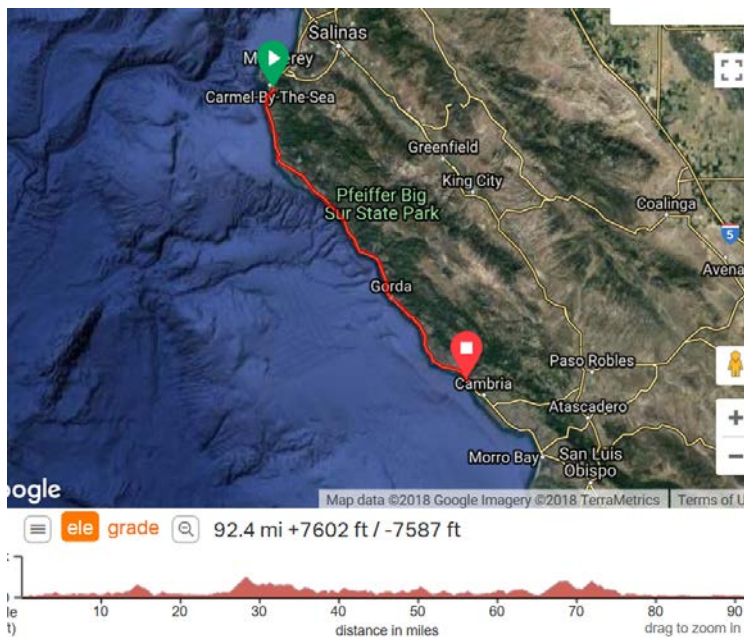 Salinas
Monterey
Carmel-By-The-Sea
Greenfield
King City
Pfeiffer Big
Sur State Park
Coalinga
5
Avena
Gorda
Cambria
Paso Robles
Atascadero
Morro Bay
San Luis
Obispo
oogle
Map data ©2018 Google Imagery ©2018 TerraMetrics
Terms of U
ele grade 92.4 mi +7602 ft / -7587 ft
10 20 30 40 50 60 70 80 90
distance in miles
drag to zoom in